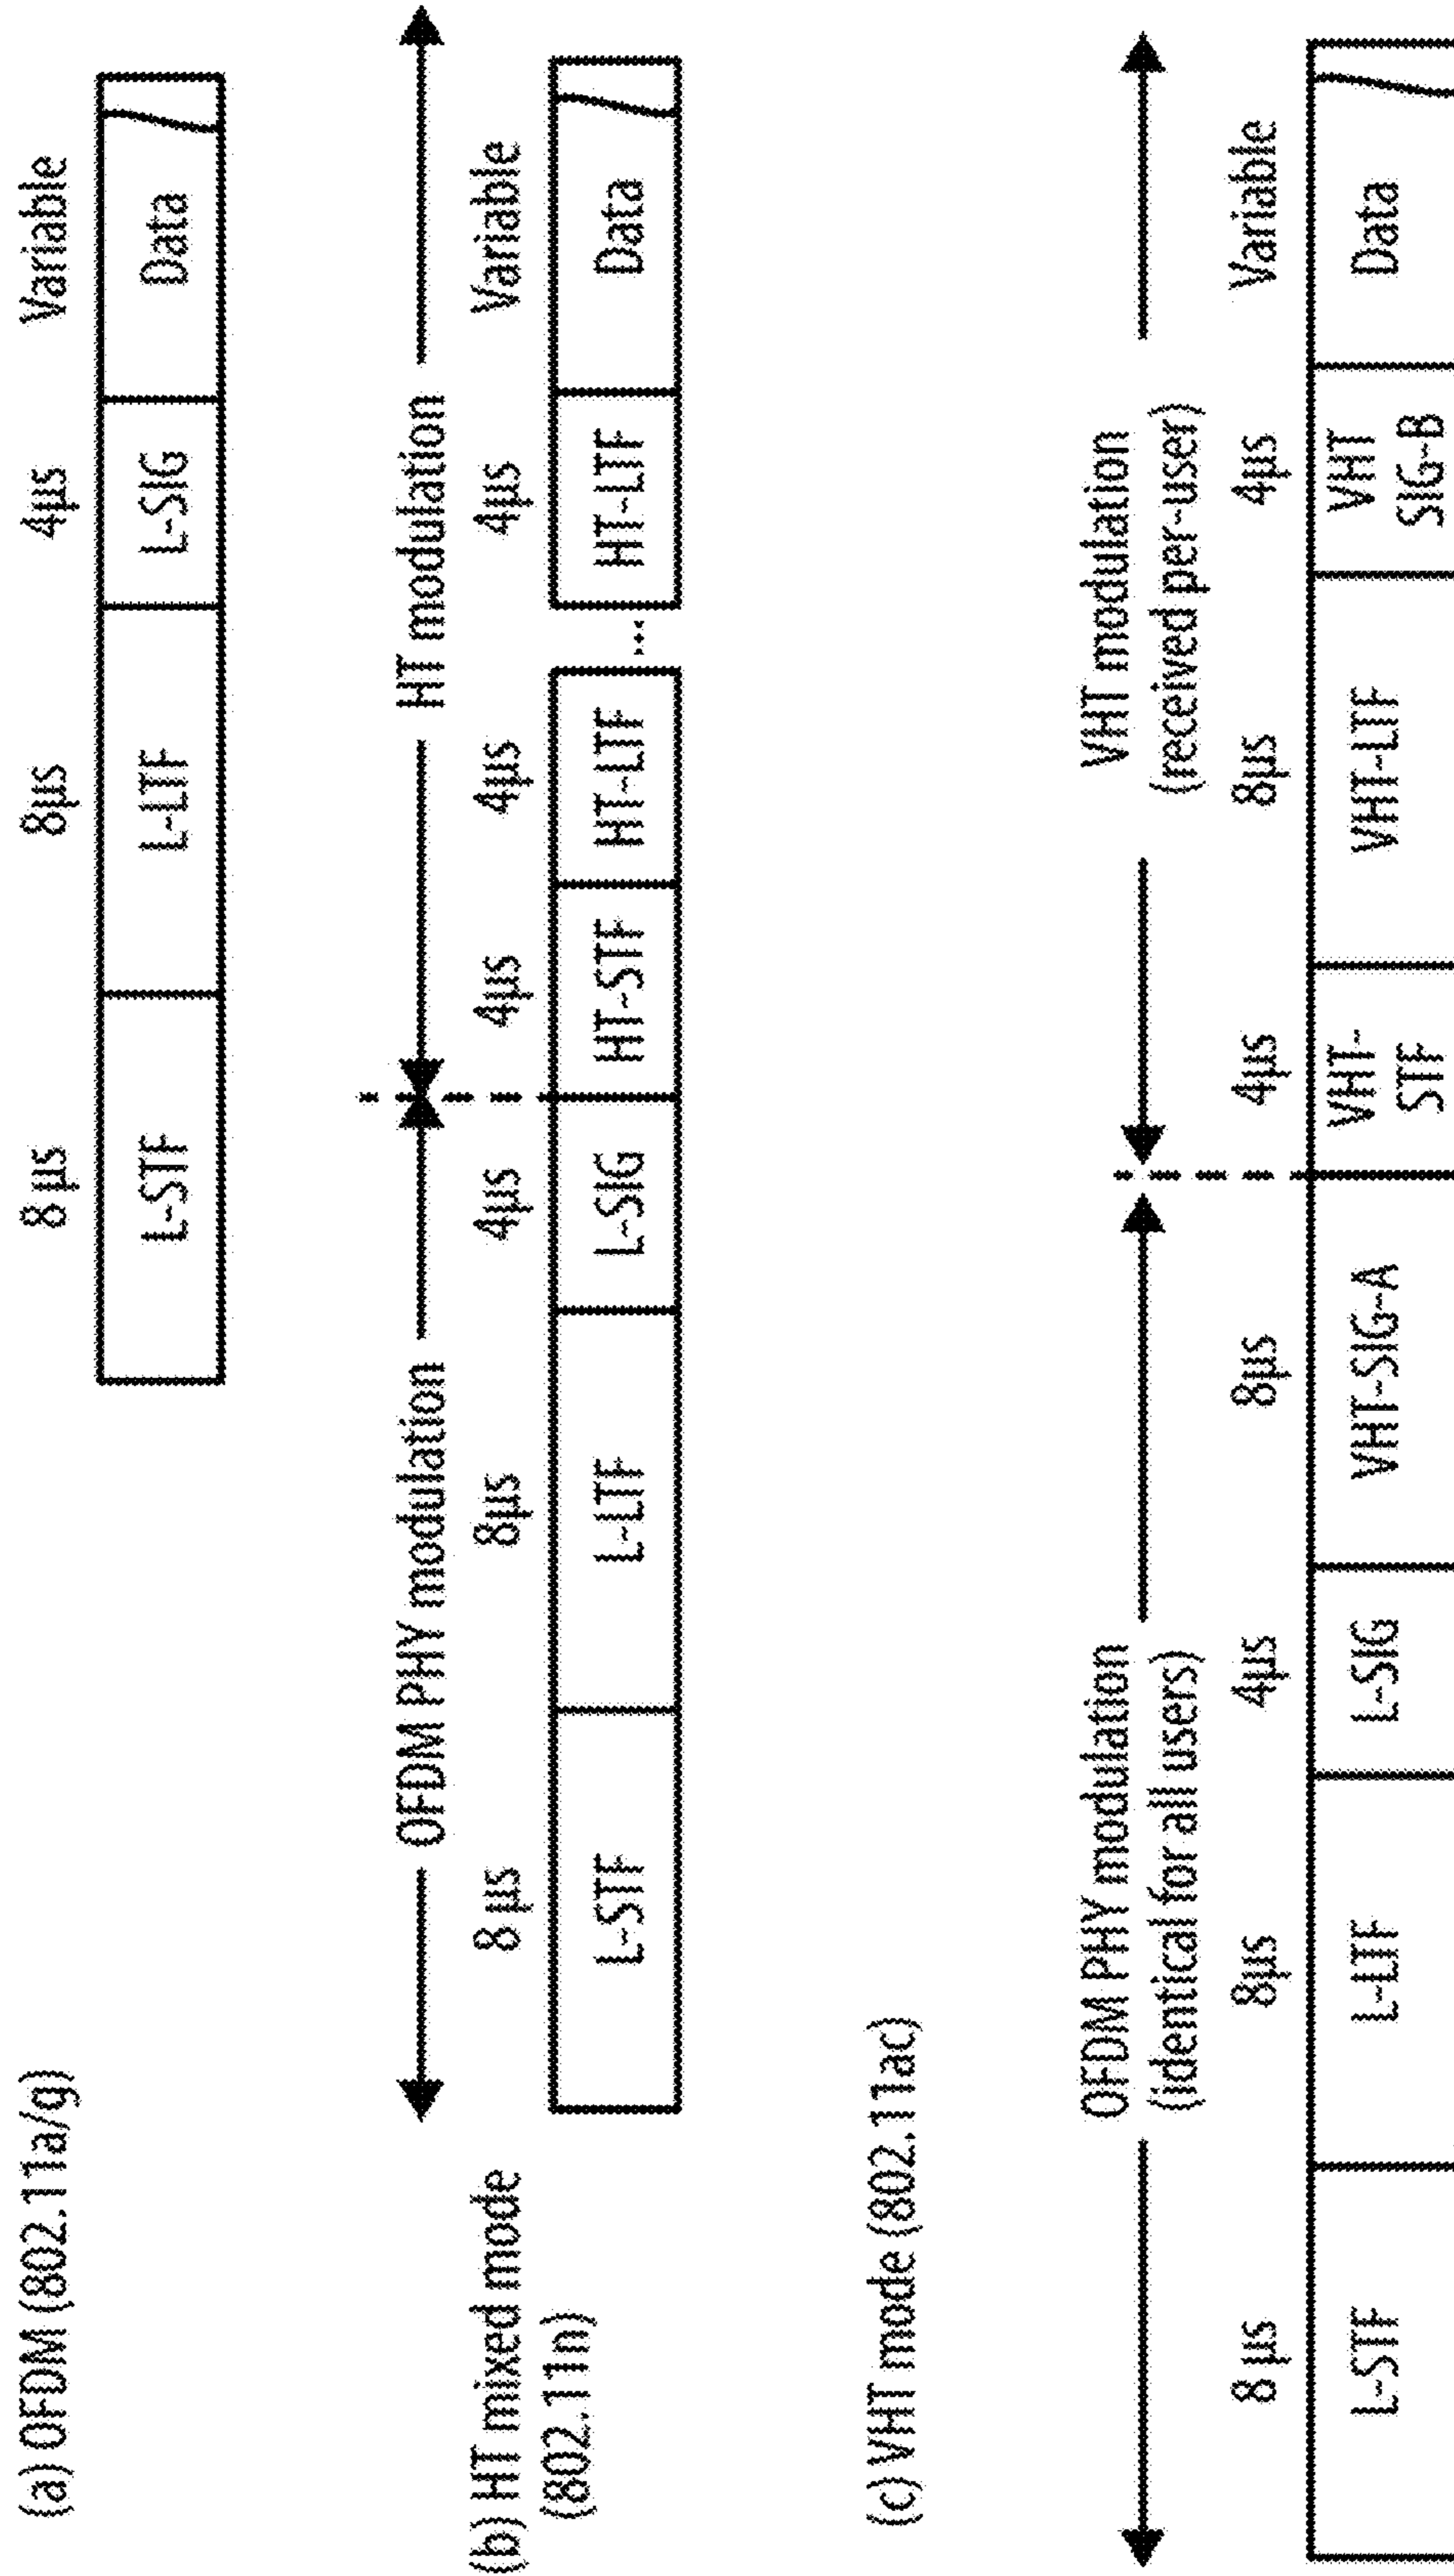 (a) OFDM (802.11a/g)
8 µs 8µs 4µs Variable
L-STF L-LTF L-SIG Data
OFDM PHY modulation HT modulation
(b) HT mixed mode
(802.11n)
8 µs 8µs 4µs 4µs 4µs 4µs Variable
L-STF L-LTF L-SIG HT-STF HT-LTF ... HT-LTF Data
(c) VHT mode (802.11ac)
OFDM PHY modulation
(identical for all users)
VHT modulation
(received per-user)
8 µs 8µs 4µs 8µs 4µs 8µs 4µs Variable
L-STF L-LTF L-SIG VHT-SIG-A
VHT-
STF
VHT-LTF
VHT
SIG-B
Data